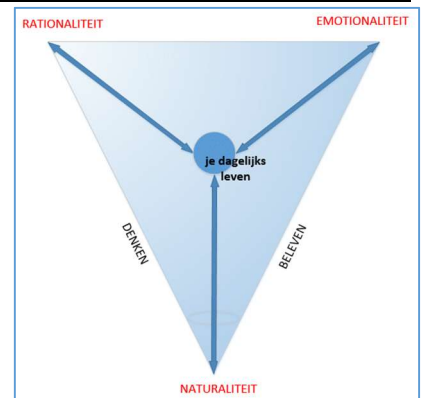 RATIONALITEIT
EMOTIONALITEIT
je dagelijks
leven
DENKEN
BELEVEN
NATURALITEIT